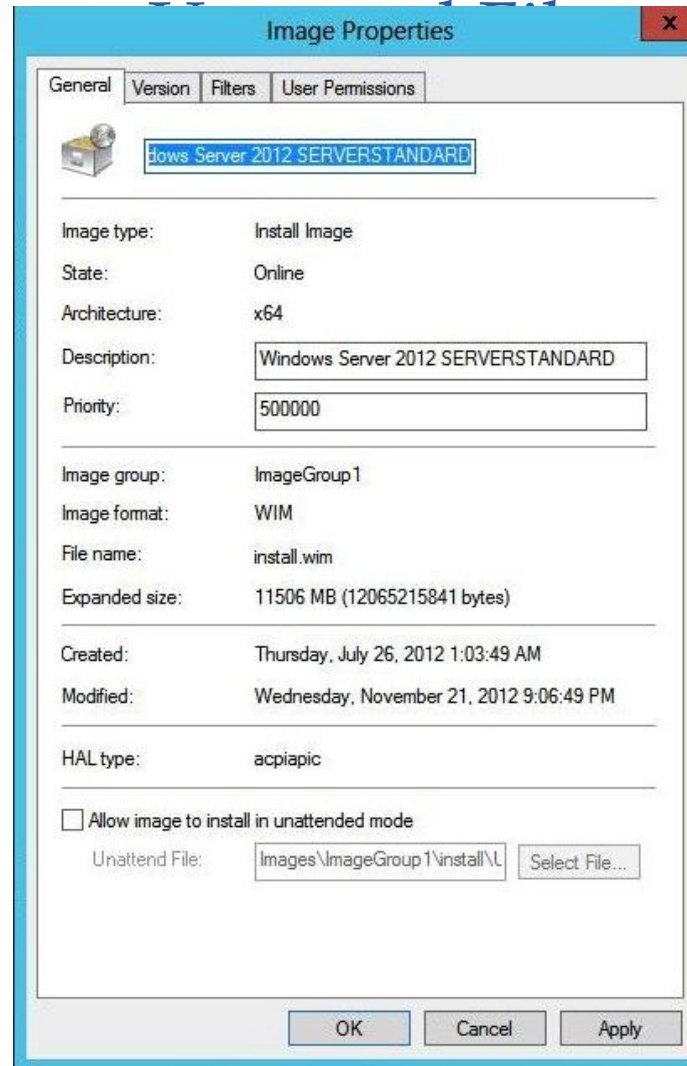 Image Properties
x
General Version Filters User Permissions
dows Server 2012 SERVERSTANDARD
Image type: Install Image
State: Online
Architecture: x64
Description: Windows Server 2012 SERVERSTANDARD
Priority: 500000
Image group: ImageGroup1
Image format: WIM
File name: install.wim
Expanded size: 11506 MB (12065215841 bytes)
Created: Thursday, July 26, 2012 1:03:49 AM
Modified: Wednesday, November 21, 2012 9:06:49 PM
HAL type: acpiapic
Allow image to install in unattended mode
Unattend File: Images\ImageGroup1\install\U Select File...
OK Cancel Apply